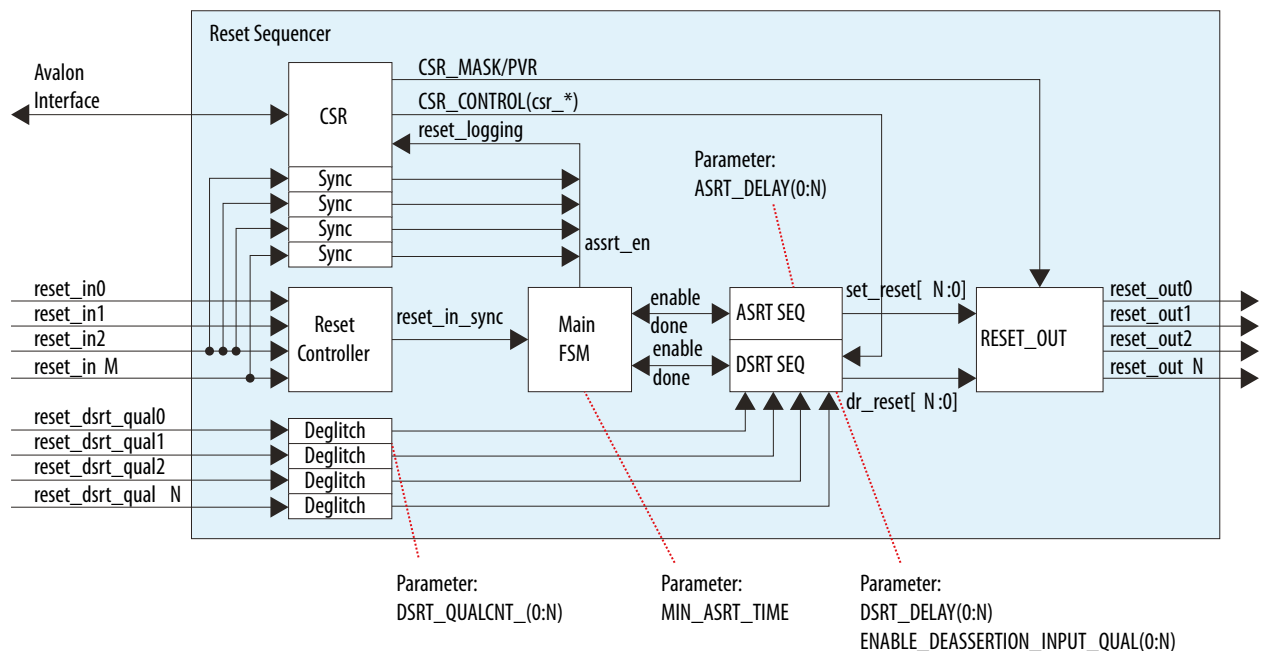 Reset Sequencer
Avalon
Interface
CSR
CSR_MASK/PVR
CSR_CONTROL(csr_*)
reset_logging
Sync
Sync
Sync
Sync
Parameter:
ASRT_DELAY(0:N)
assrt_en
reset_in0
reset_in1
reset_in2
reset_in M
Reset
Controller
reset_in_sync
Main
FSM
enable
done
enable
done
ASRT SEQ
DSRT SEQ
set_reset[ N:0]
dr_reset[ N:0]
RESET_OUT
reset_out0
reset_out1
reset_out2
reset_out N
reset_dsrt_qual0
reset_dsrt_qual1
reset_dsrt_qual2
reset_dsrt_qual N
Deglitch
Deglitch
Deglitch
Deglitch
Parameter:
DSRT_QUALCNT_(0:N)
Parameter:
MIN_ASRT_TIME
Parameter:
DSRT_DELAY(0:N)
ENABLE_DEASSERTION_INPUT_QUAL(0:N)